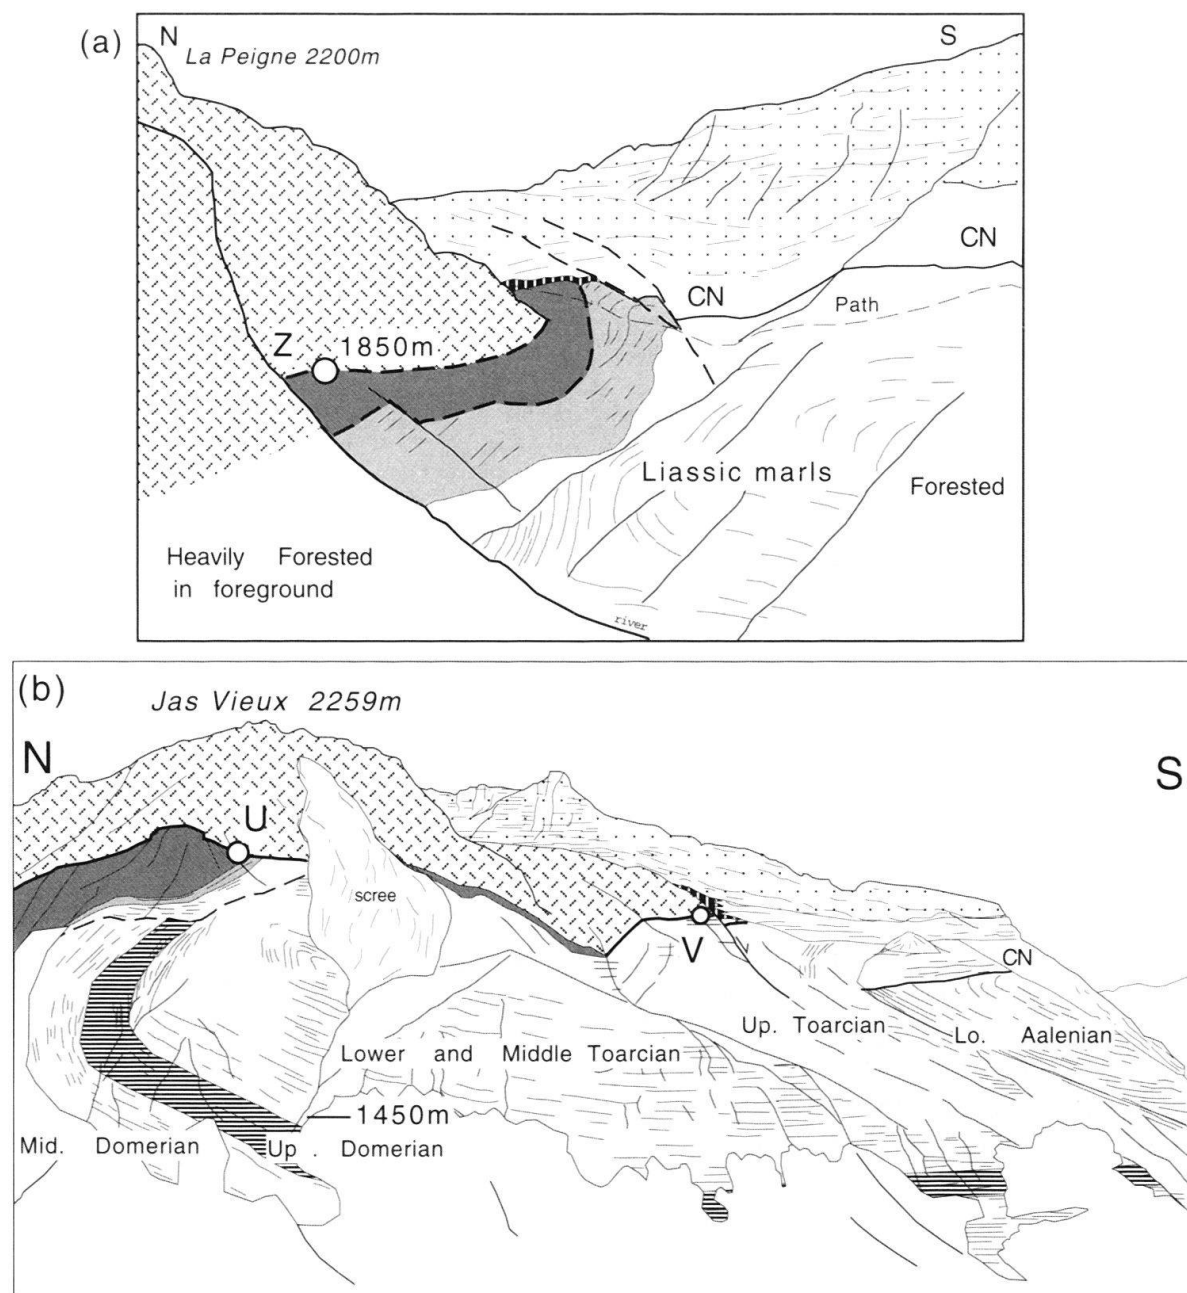 (a)
N
S
La Peigne 2200m
CN
CN
Path
Z
1850m
Liassic marls
Forested
Heavily Forested
in foreground
river
(b)
Jas Vieux 2259m
N
S
U
scree
V
CN
Up. Toarcian
Lo. Aalenian
Lower and Middle Toarcian
1450m
Mid. Domerian
Up . Domerian